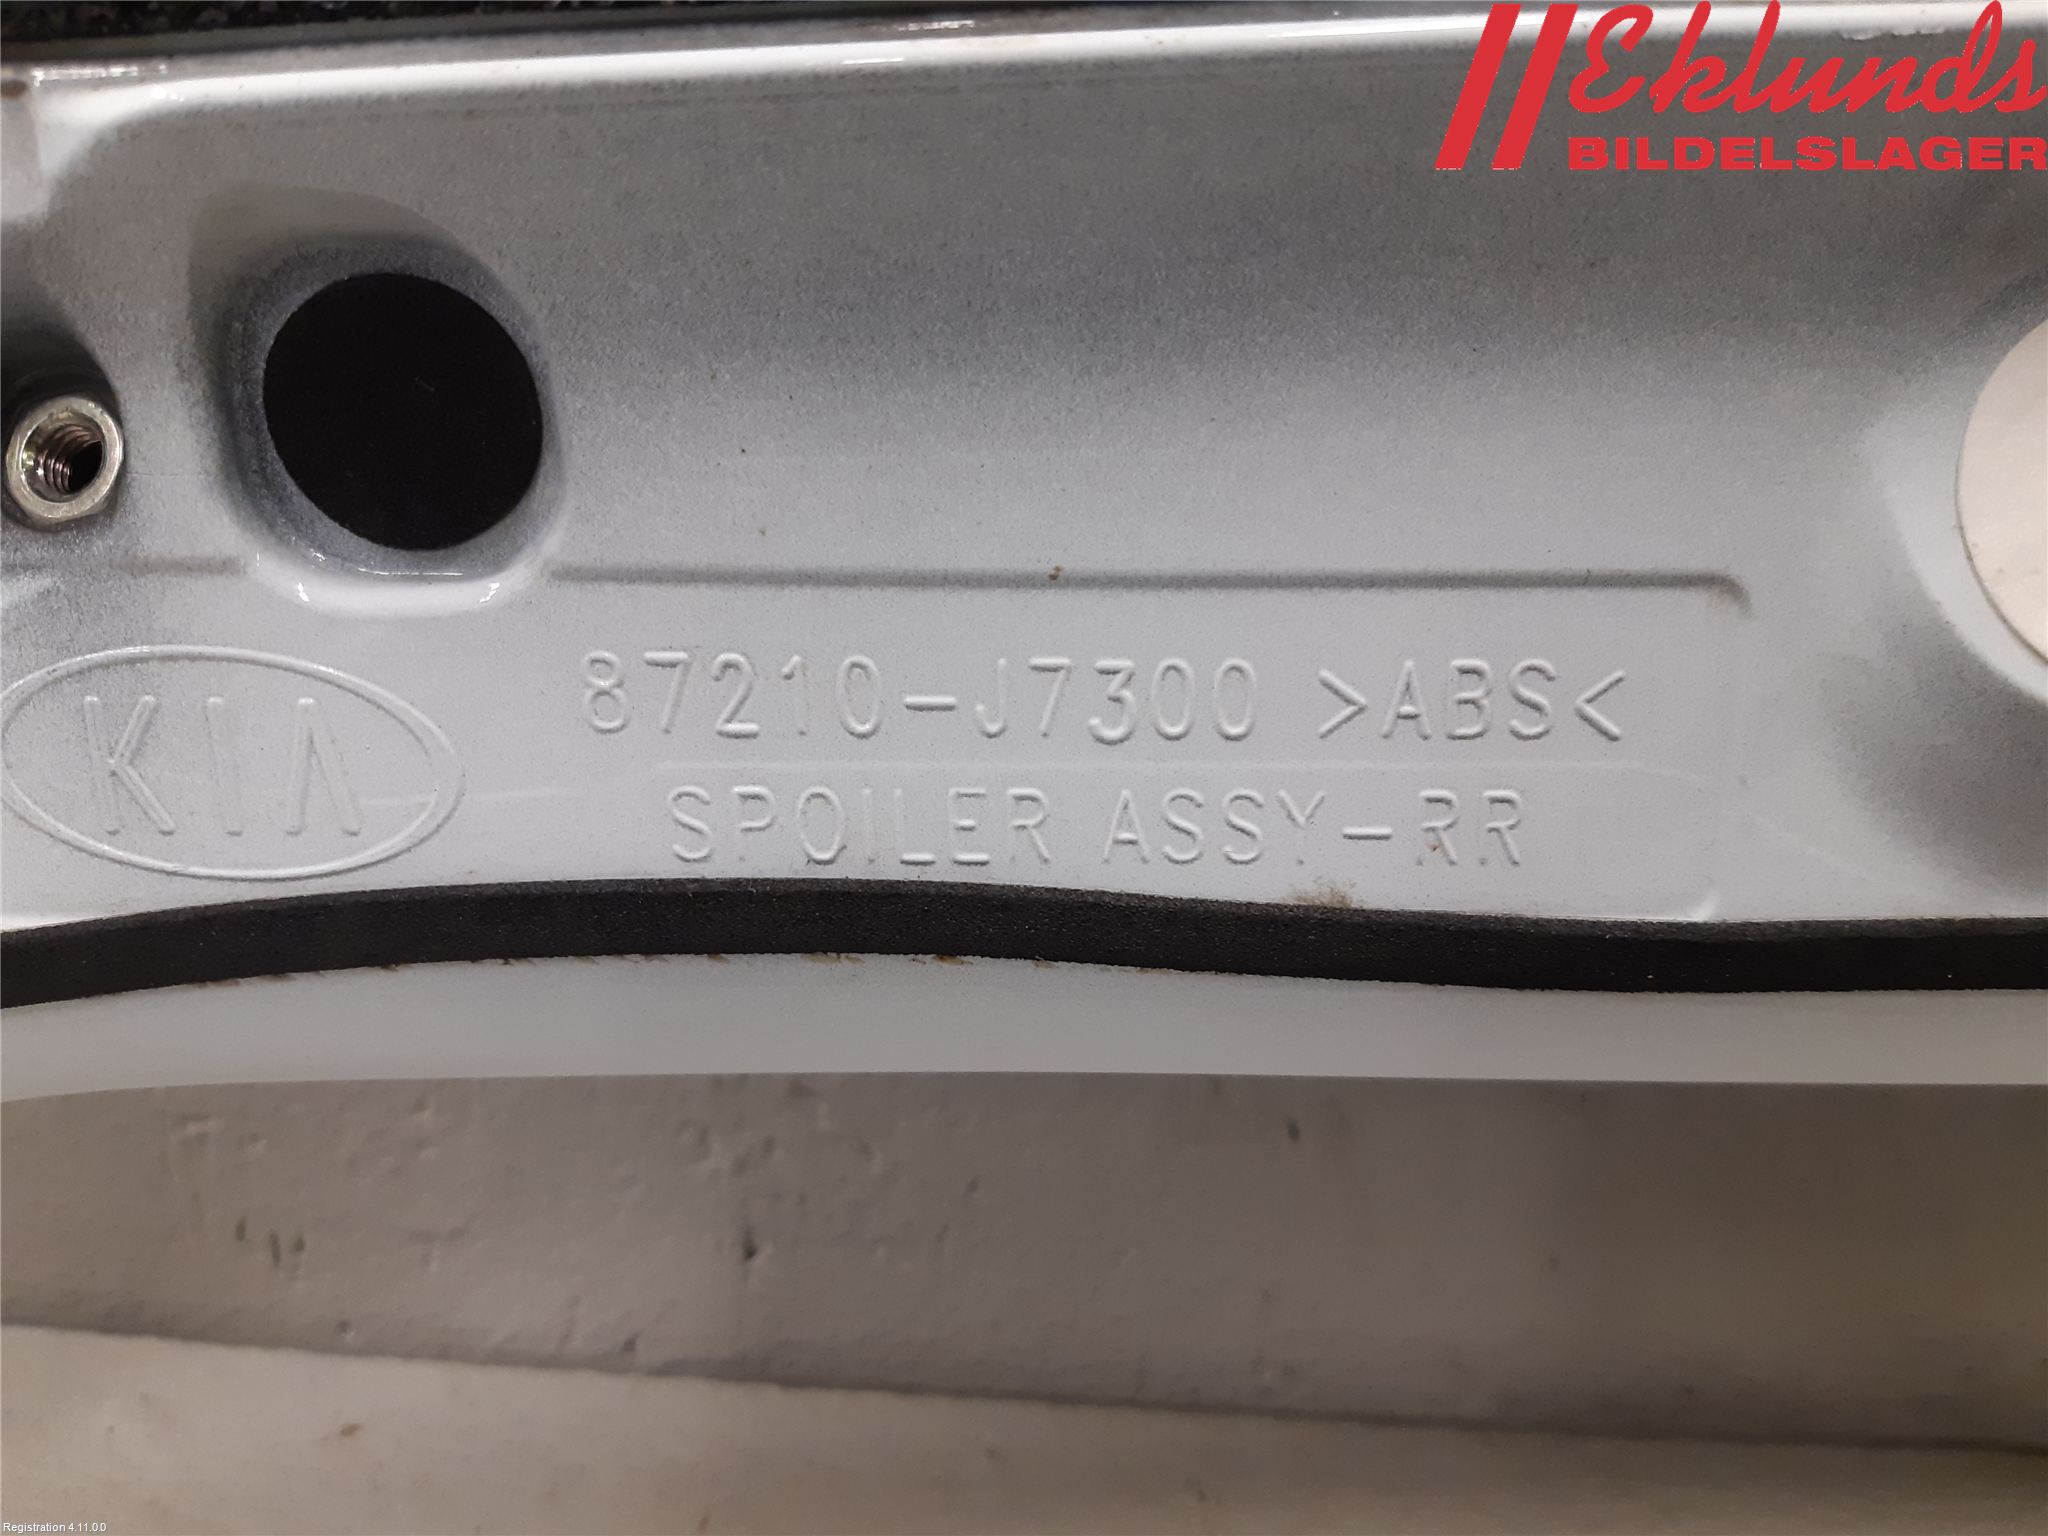 Eklunds
BILDELSLAGER
KIA
87210-J7300 >ABS<
SPOILER ASSY-RR
Registration 4.11.0.0